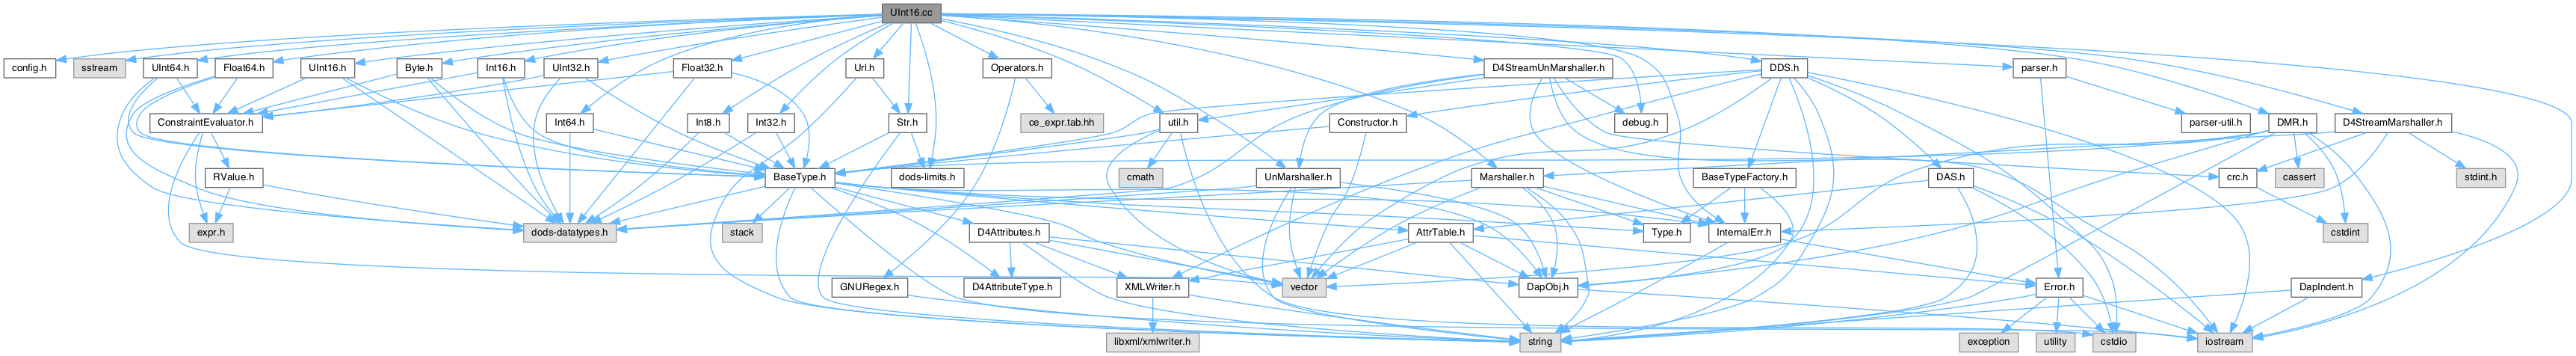 UInt16.cc
config.h
sstream
UInt64.h
Float64.h
UInt16.h
Byte.h
Int16.h
UInt32.h
Float32.h
Url.h
Operators.h
D4StreamUnMarshaller.h
DDS.h
parser.h
ConstraintEvaluator.h
Int64.h
Int8.h
Int32.h
Str.h
ce_expr.tab.hh
util.h
Constructor.h
debug.h
parser-util.h
DMR.h
D4StreamMarshaller.h
RValue.h
BaseType.h
dods-limits.h
cmath
UnMarshaller.h
Marshaller.h
BaseTypeFactory.h
DAS.h
crc.h
cassert
stdint.h
expr.h
dods-datatypes.h
stack
D4Attributes.h
AttrTable.h
Type.h
InternalErr.h
cstdint
GNURegex.h
D4AttributeType.h
XMLWriter.h
vector
DapObj.h
Error.h
DapIndent.h
libxml/xmlwriter.h
string
exception
utility
cstdio
iostream